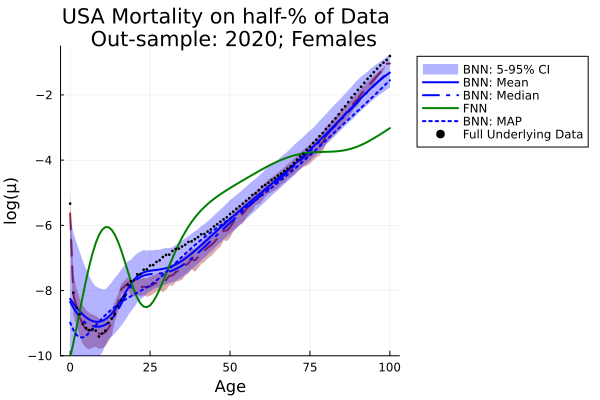 USA Mortality on half-% of Data
Out-sample: 2020; Females
BNN: 5-95% CI
BNN: Mean
BNN: Median
FNN
BNN: MAP
Full Underlying Data
log(μ)
−2
−4
−6
−8
−10
0
25
50
75
100
Age